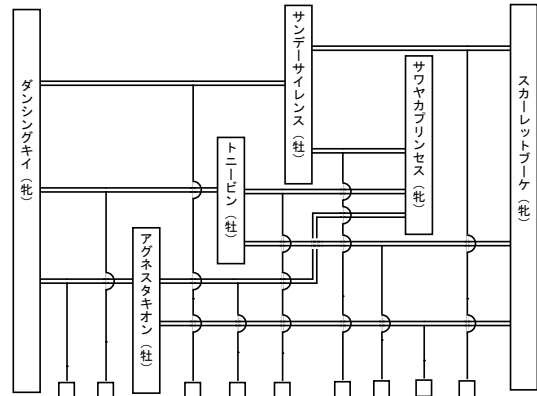 ダンシングキイ（牝）
アグネスタキオン（牡）
トニービン（牡）
サンデーサイレンス（牡）
サワヤカプリンセス（牝）
スカーレットブーケ（牝）